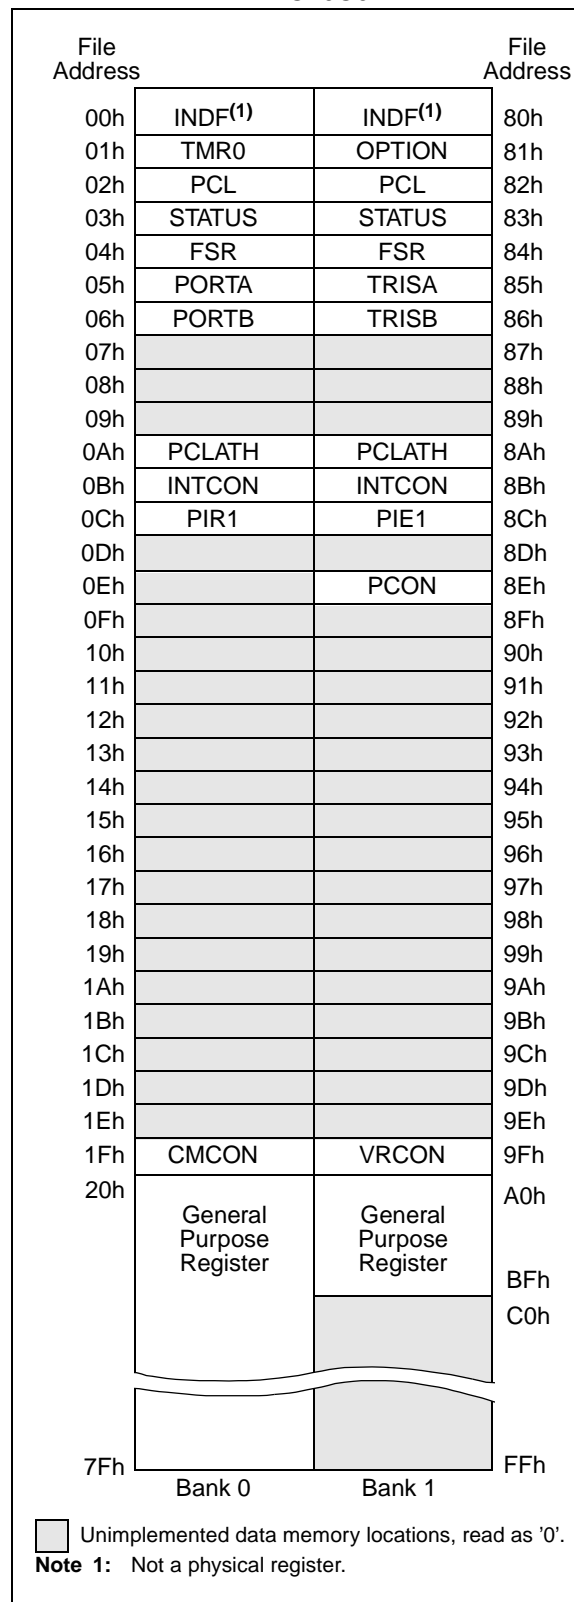 File Address File Address
00h INDF(1) INDF(1) 80h
01h TMR0 OPTION 81h
02h PCL PCL 82h
03h STATUS STATUS 83h
04h FSR FSR 84h
05h PORTA TRISA 85h
06h PORTB TRISB 86h
07h 87h
08h 88h
09h 89h
0Ah PCLATH PCLATH 8Ah
0Bh INTCON INTCON 8Bh
0Ch PIR1 PIE1 8Ch
0Dh 8Dh
0Eh PCON 8Eh
0Fh 8Fh
10h 90h
11h 91h
12h 92h
13h 93h
14h 94h
15h 95h
16h 96h
17h 97h
18h 98h
19h 99h
1Ah 9Ah
1Bh 9Bh
1Ch 9Ch
1Dh 9Dh
1Eh 9Eh
1Fh CMCON VRCON 9Fh
20h A0h
General General
Purpose Purpose
Register Register
BFh
C0h
7Fh FFh
Bank 0 Bank 1
Unimplemented data memory locations, read as '0'.
Note 1: Not a physical register.